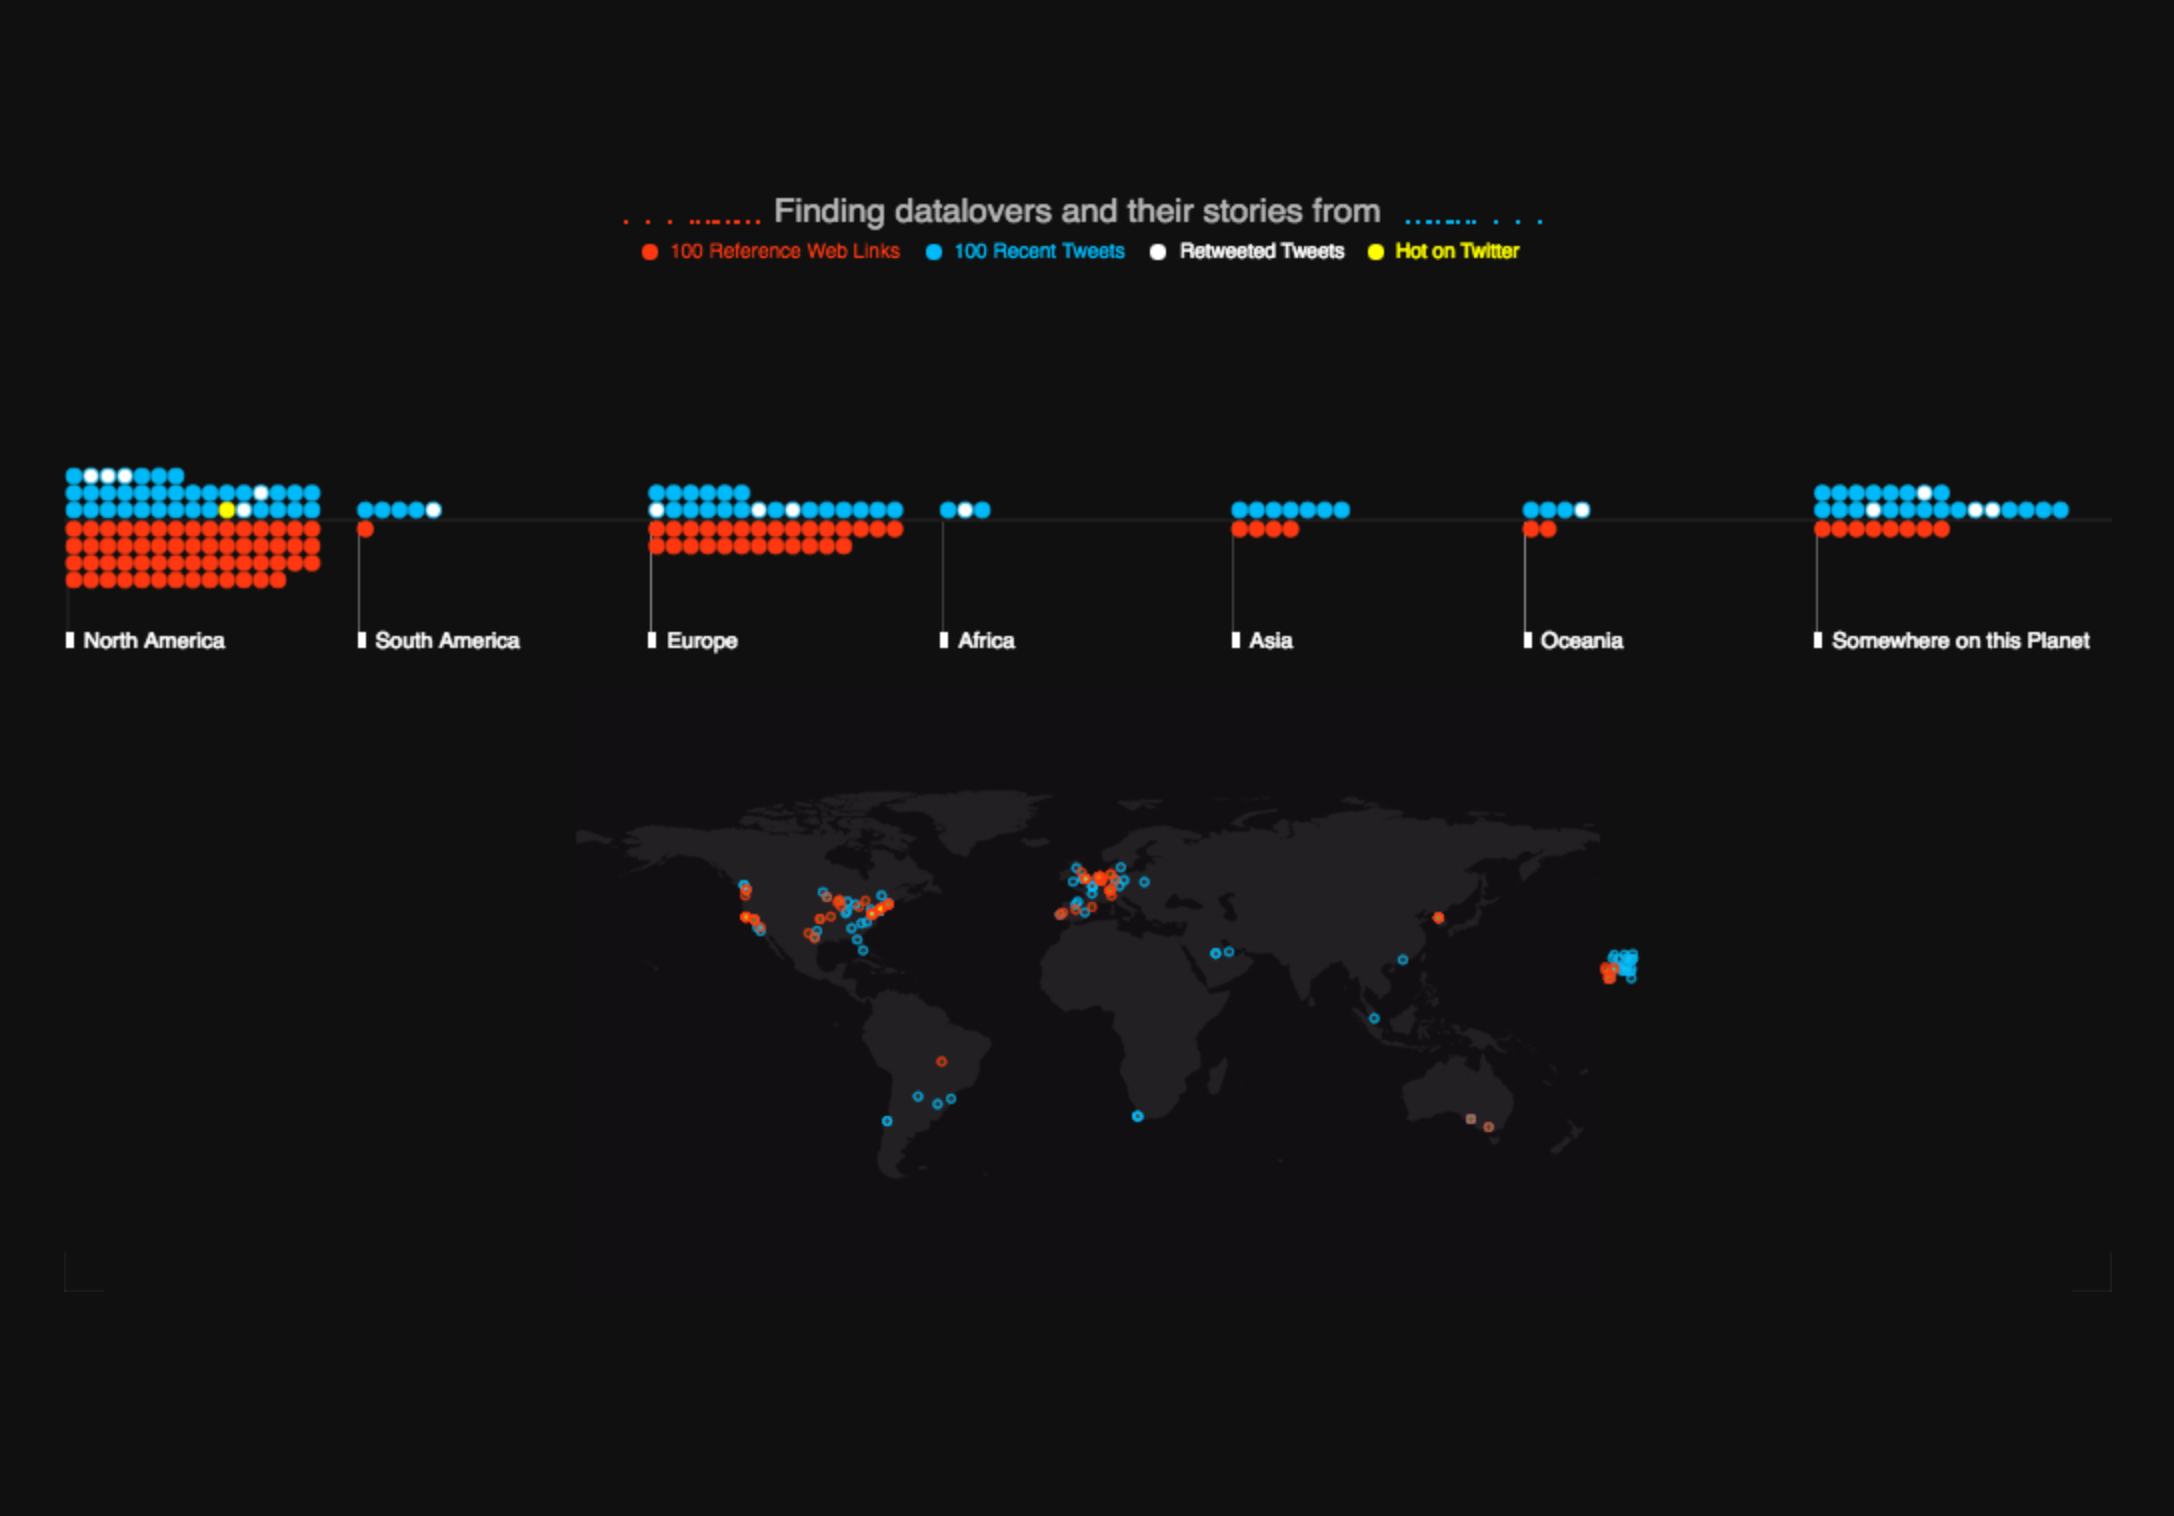 Finding datalovers and their stories from
100 Reference Web Links 100 Recent Tweets Retweeted Tweets Hot on Twitter
North America South America Europe Africa Asia Oceania Somewhere on this Planet